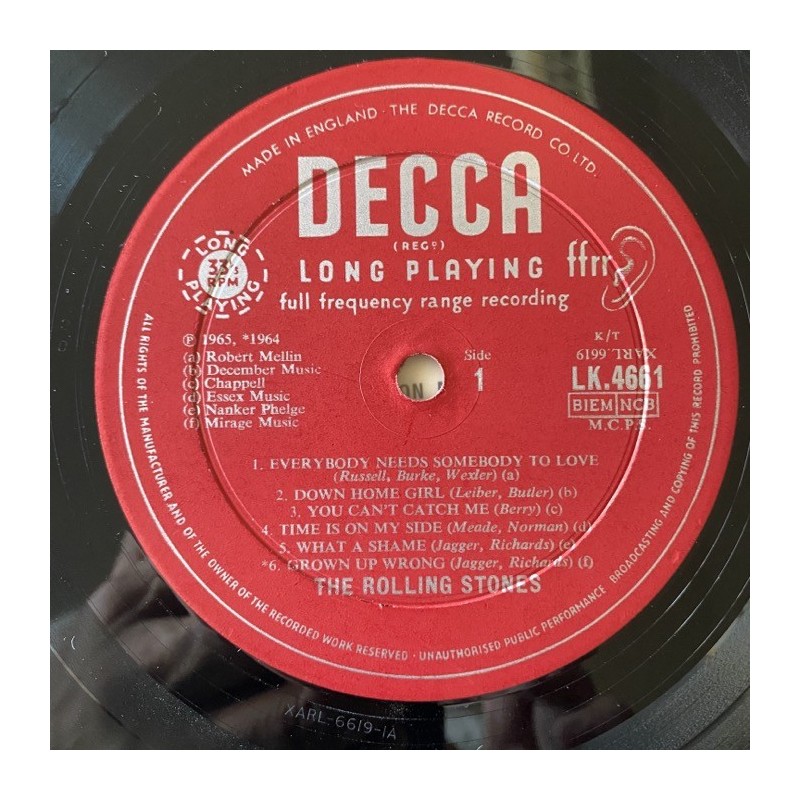 MADE IN ENGLAND · THE DECCA RECORD CO. LTD.
DECCA
(REGD)
LONG PLAYING
ffrr
full frequency range recording
LONG
33⅓
RPM
PLAYING
℗ 1965, *1964
(a) Robert Mellin
(b) December Music
(c) Chappell
(d) Essex Music
(e) Nanker Phelge
(f) Mirage Music
Side
1
K/T
XARL.6619
LK.4661
BIEM NCB
M.C.P.S.
1. EVERYBODY NEEDS SOMEBODY TO LOVE
(Russell, Burke, Wexler) (a)
2. DOWN HOME GIRL (Leiber, Butler) (b)
3. YOU CAN'T CATCH ME (Berry) (c)
4. TIME IS ON MY SIDE (Meade, Norman) (d)
5. WHAT A SHAME (Jagger, Richards) (e)
*6. GROWN UP WRONG (Jagger, Richards) (f)
THE ROLLING STONES
ALL RIGHTS OF THE MANUFACTURER AND OF THE OWNER OF THE RECORDED WORK RESERVED · UNAUTHORISED PUBLIC PERFORMANCE BROADCASTING AND COPYING OF THIS RECORD PROHIBITED
XARL-6619-1A